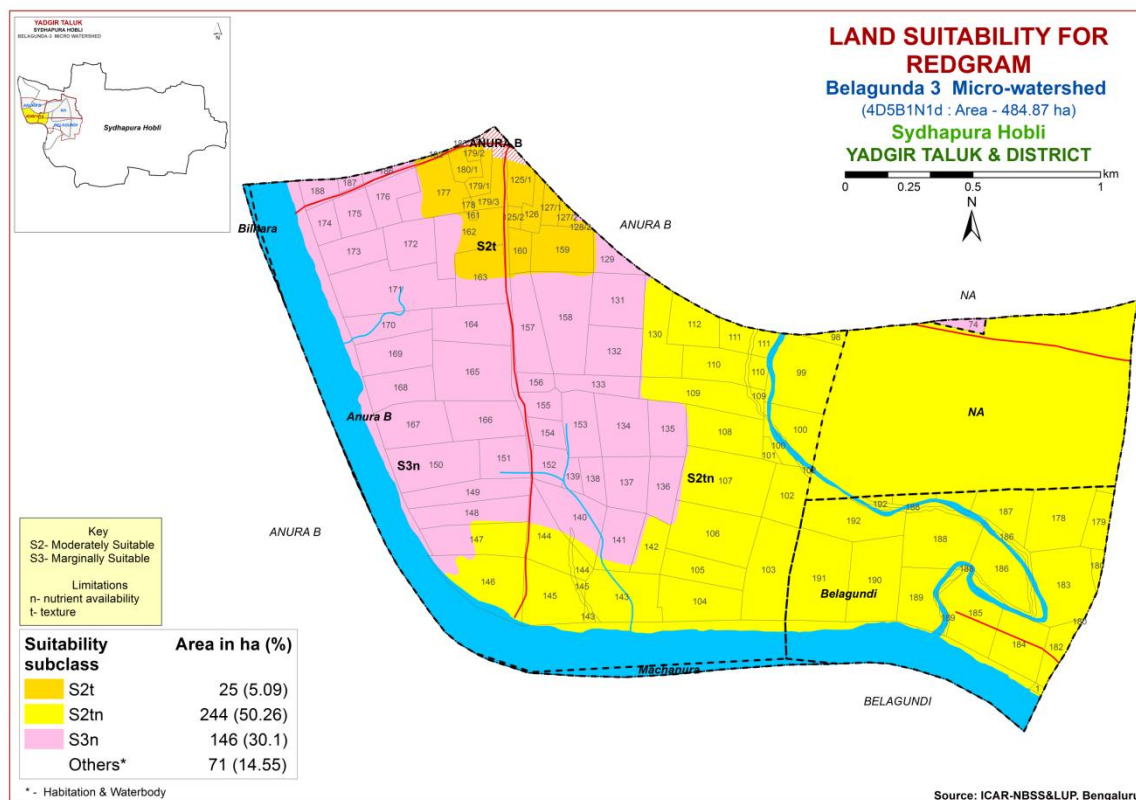 YADGIR TALUK
SYDHAPURA HOBLI
BELAGUNDA-3 MICRO WATERSHED
N
Sydhapura Hobli
LAND SUITABILITY FOR
REDGRAM
Belagunda 3 Micro-watershed
(4D5B1N1d : Area - 484.87 ha)
Sydhapura Hobli
YADGIR TALUK & DISTRICT
km
0 0.25 0.5 1
N
ANURA B
179/2
180/1
188 187 176 177 179/1 125/1
178 179/3 127/1
174 175 161 125/2 126 127/2
128/2
ANURA B
Bilhara
173 172 162 S2t 160 159 129
163
NA
171 131
170 164 157 158 130 112 111 111 98 74
169 132 110 110 99
168 165 156 133 109 109
NA
155
Anura B
167 166 154 153 134 135 108 100
101
S3n 150 151 152 139 138 137 136 S2tn 107 102
149
148 140 192 192 187 178 179
ANURA B
147 144 141 142 106 188 186
146 144 105 103 191 190 186 183
145 145 143 104 Belagundi 189 185
143 184 182
Machanura
BELAGUNDI
Key
S2- Moderately Suitable
S3- Marginally Suitable
Limitations
n- nutrient availability
t- texture
Suitability subclass Area in ha (%)
S2t 25 (5.09)
S2tn 244 (50.26)
S3n 146 (30.1)
Others* 71 (14.55)
* - Habitation & Waterbody
Source: ICAR-NBSS&LUP, Bengaluru